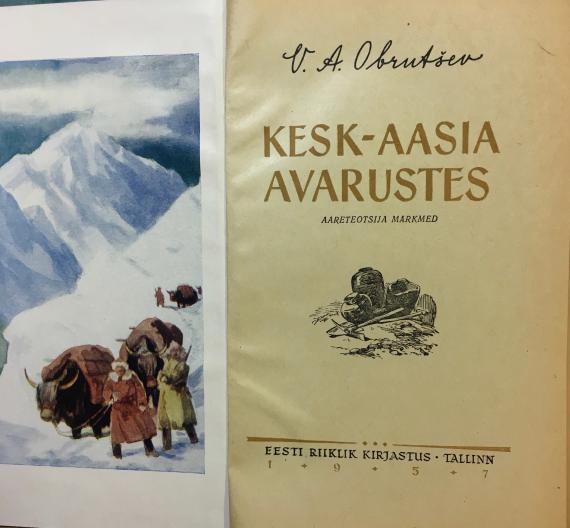 V. A. Obrutšev
KESK-AASIA
AVARUSTES
AARETEOTSIJA MÄRKMED
EESTI RIIKLIK KIRJASTUS · TALLINN
1 9 5 7